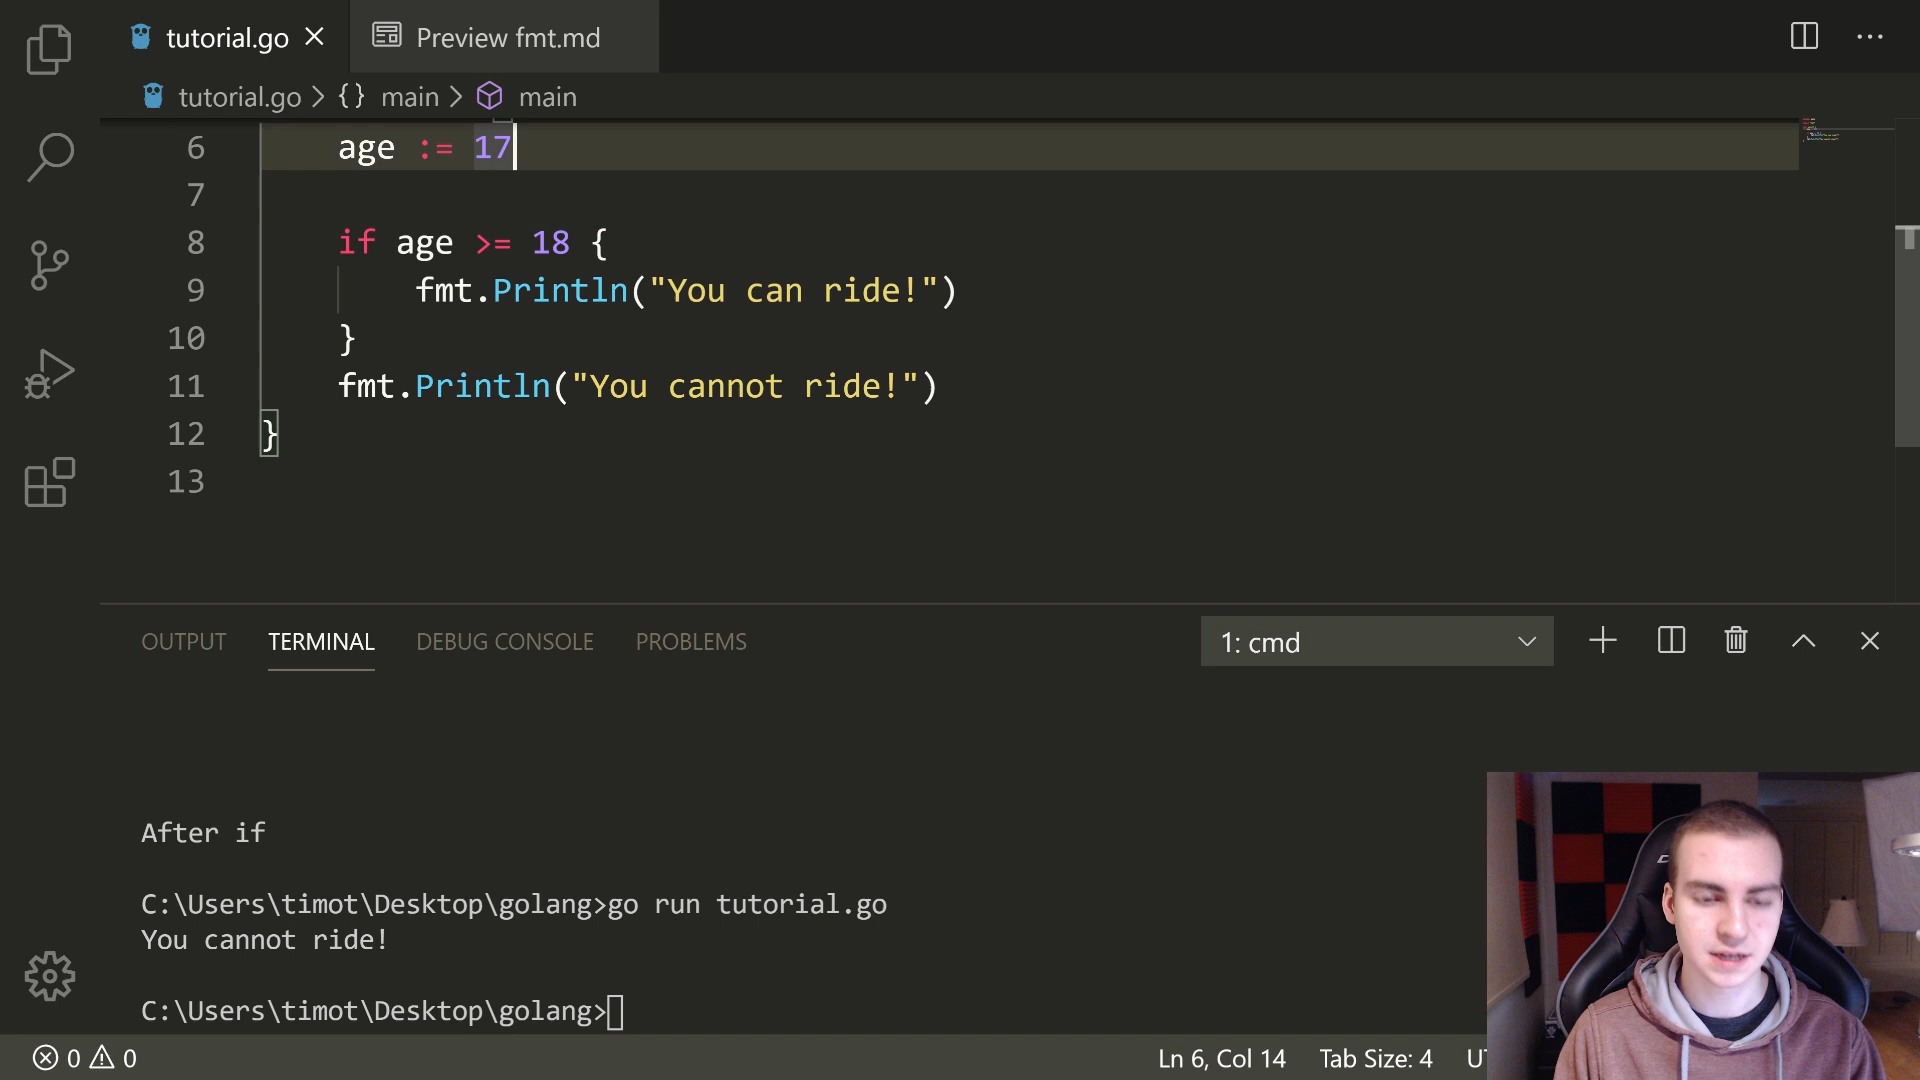 tutorial.go
Preview fmt.md
tutorial.go > {} main > main
6 age := 17
7
8 if age >= 18 {
9 fmt.Println("You can ride!")
10 }
11 fmt.Println("You cannot ride!")
12 }
13
OUTPUT TERMINAL DEBUG CONSOLE PROBLEMS
1: cmd
After if
C:\Users\timot\Desktop\golang>go run tutorial.go
You cannot ride!
C:\Users\timot\Desktop\golang>
0 0
Ln 6, Col 14 Tab Size: 4